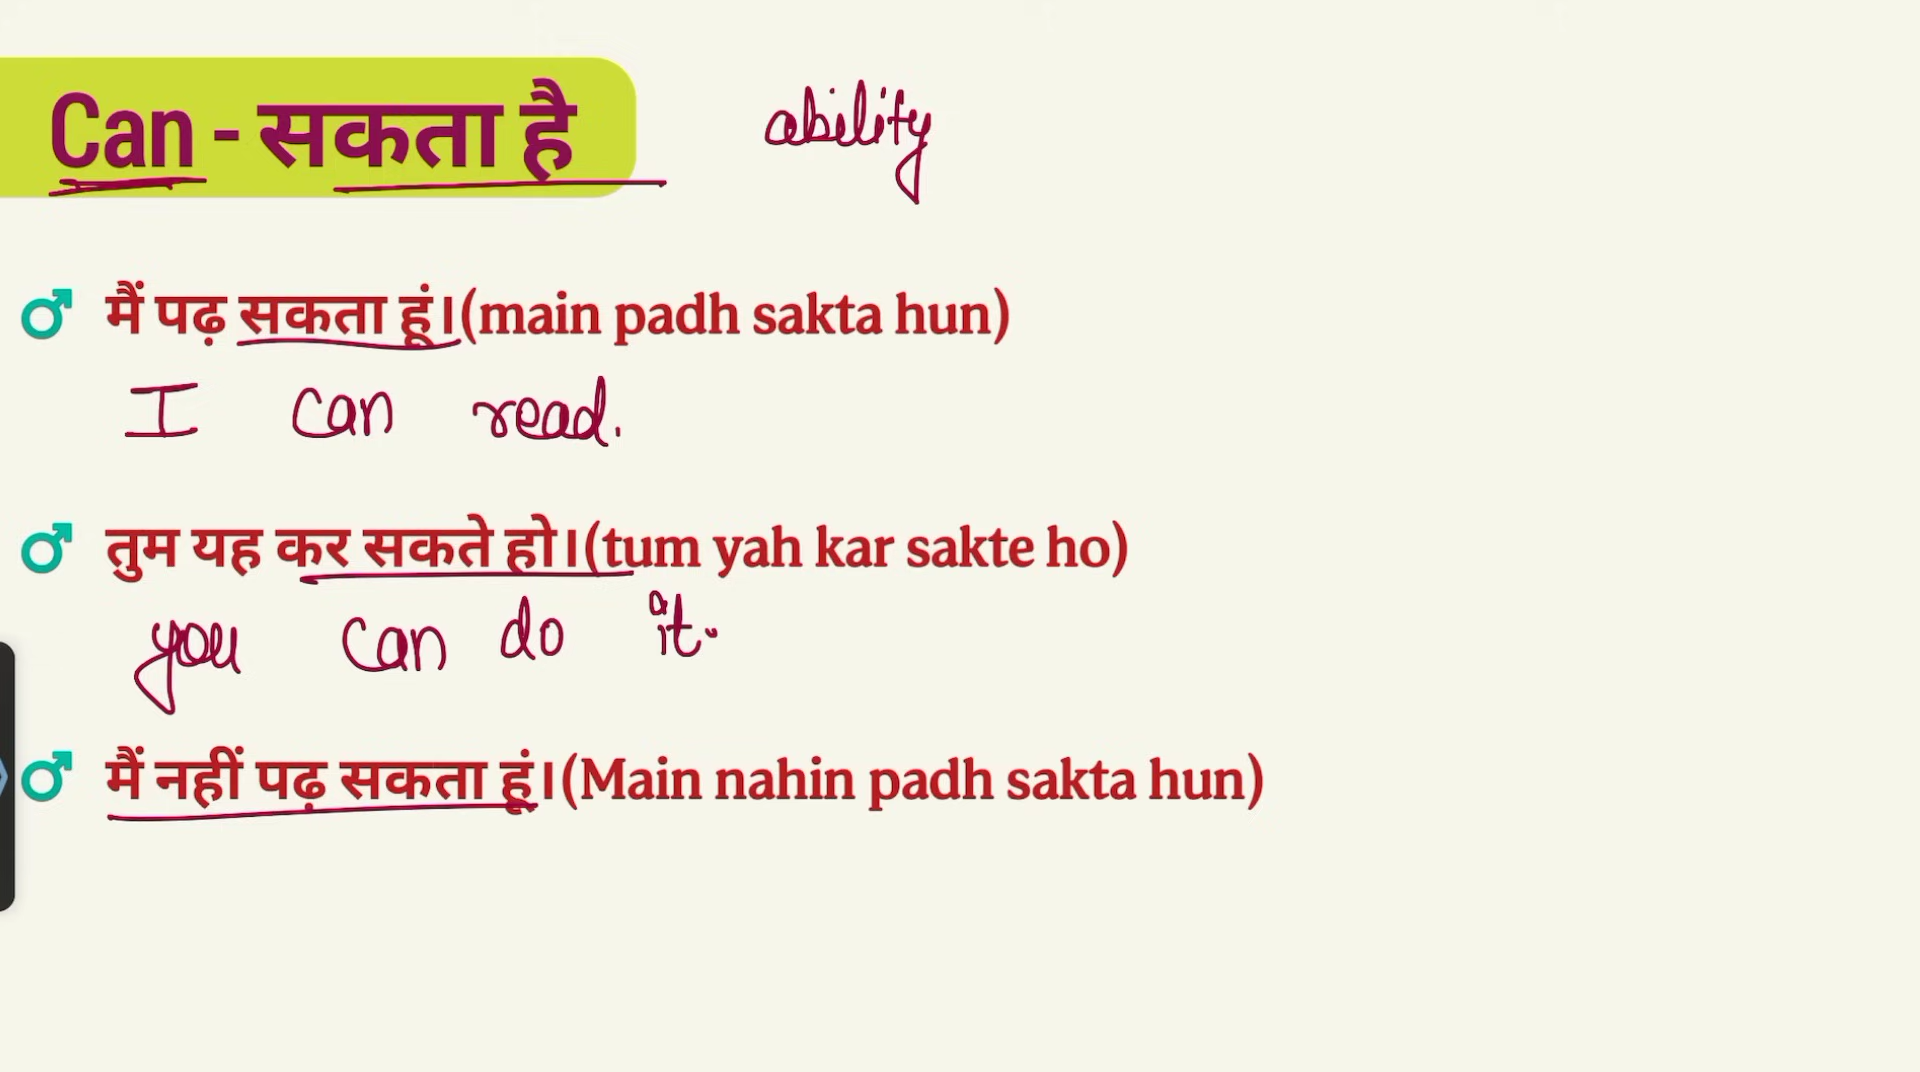 Can - सकता है ability
मैं पढ़ सकता हूं।(main padh sakta hun)
I can read.
तुम यह कर सकते हो।(tum yah kar sakte ho)
you can do it.
मैं नहीं पढ़ सकता हूं।(Main nahin padh sakta hun)